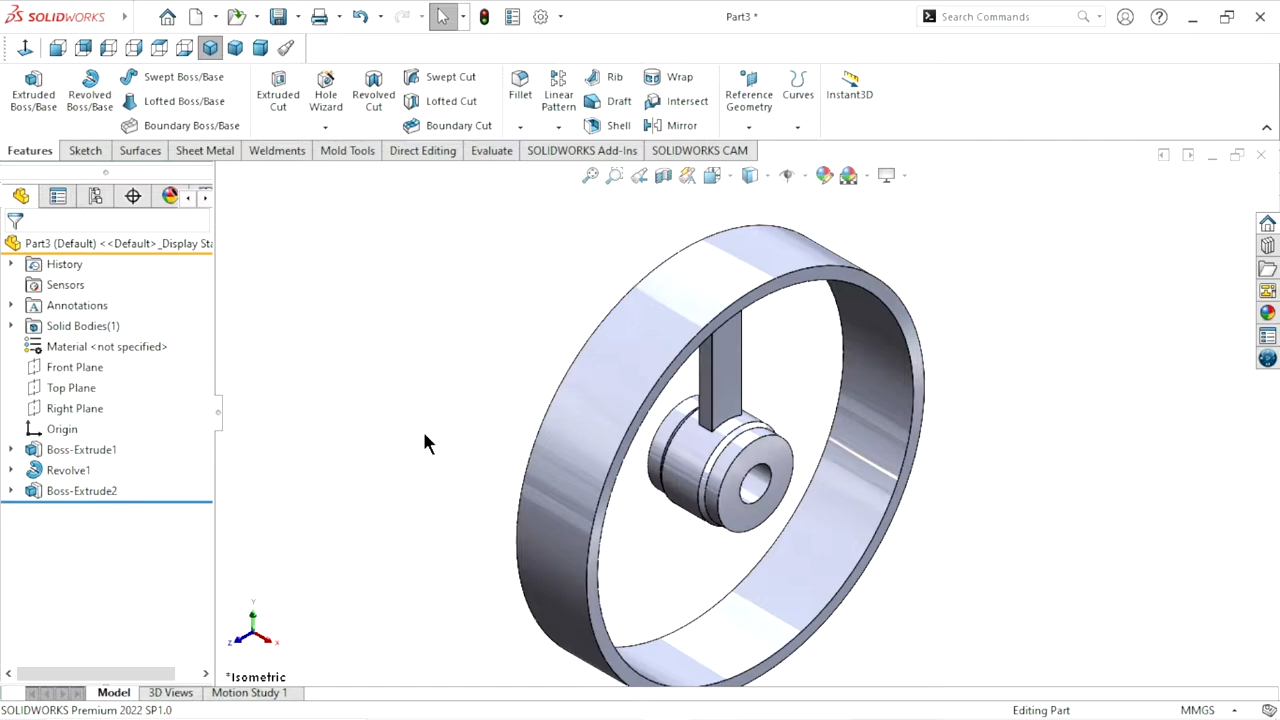 SOLIDWORKS
Part3 *
Search Commands
Extruded Boss/Base
Revolved Boss/Base
Swept Boss/Base
Lofted Boss/Base
Boundary Boss/Base
Extruded Cut
Hole Wizard
Revolved Cut
Swept Cut
Lofted Cut
Boundary Cut
Fillet
Linear Pattern
Rib
Draft
Shell
Wrap
Intersect
Mirror
Reference Geometry
Curves
Instant3D
Features
Sketch
Surfaces
Sheet Metal
Weldments
Mold Tools
Direct Editing
Evaluate
SOLIDWORKS Add-Ins
SOLIDWORKS CAM
Part3 (Default) <<Default>_Display Sta
History
Sensors
Annotations
Solid Bodies(1)
Material <not specified>
Front Plane
Top Plane
Right Plane
Origin
Boss-Extrude1
Revolve1
Boss-Extrude2
Y
Z
X
*Isometric
Model
3D Views
Motion Study 1
SOLIDWORKS Premium 2022 SP1.0
Editing Part
MMGS